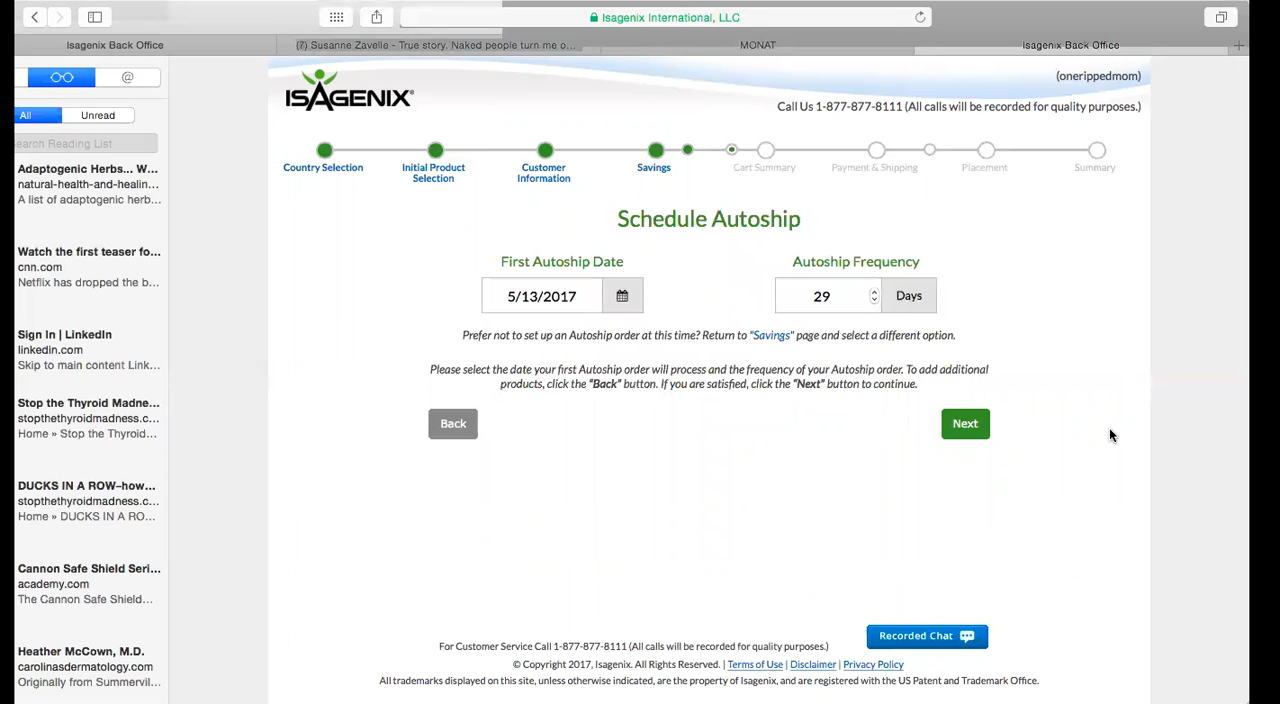 Isagenix International, LLC
Isagenix Back Office
(7) Susanne Zavelle - True story. Naked people turn me o...
MONAT
Isagenix Back Office
@
All
Unread
Search Reading List
Adaptogenic Herbs... W...
natural-health-and-healin...
A list of adaptogenic herb...
Watch the first teaser fo...
cnn.com
Netflix has dropped the b...
Sign In | LinkedIn
linkedin.com
Skip to main content Link...
Stop the Thyroid Madne...
stopthethyroidmadness.c...
Home » Stop the Thyroid...
DUCKS IN A ROW–how...
stopthethyroidmadness.c...
Home » DUCKS IN A RO...
Cannon Safe Shield Seri...
academy.com
The Cannon Safe Shield...
Heather McCown, M.D.
carolinasdermatology.com
Originally from Summervil...
ISAGENIX®
(onerippedmom)
Call Us 1-877-877-8111 (All calls will be recorded for quality purposes.)
Country Selection
Initial Product
Selection
Customer
Information
Savings
Cart Summary
Payment & Shipping
Placement
Summary
Schedule Autoship
First Autoship Date
Autoship Frequency
5/13/2017
29
Days
Prefer not to set up an Autoship order at this time? Return to "Savings" page and select a different option.
Please select the date your first Autoship order will process and the frequency of your Autoship order. To add additional
products, click the "Back" button. If you are satisfied, click the "Next" button to continue.
Back
Next
Recorded Chat
For Customer Service Call 1-877-877-8111 (All calls will be recorded for quality purposes.)
© Copyright 2017, Isagenix. All Rights Reserved. | Terms of Use | Disclaimer | Privacy Policy
All trademarks displayed on this site, unless otherwise indicated, are the property of Isagenix, and are registered with the US Patent and Trademark Office.